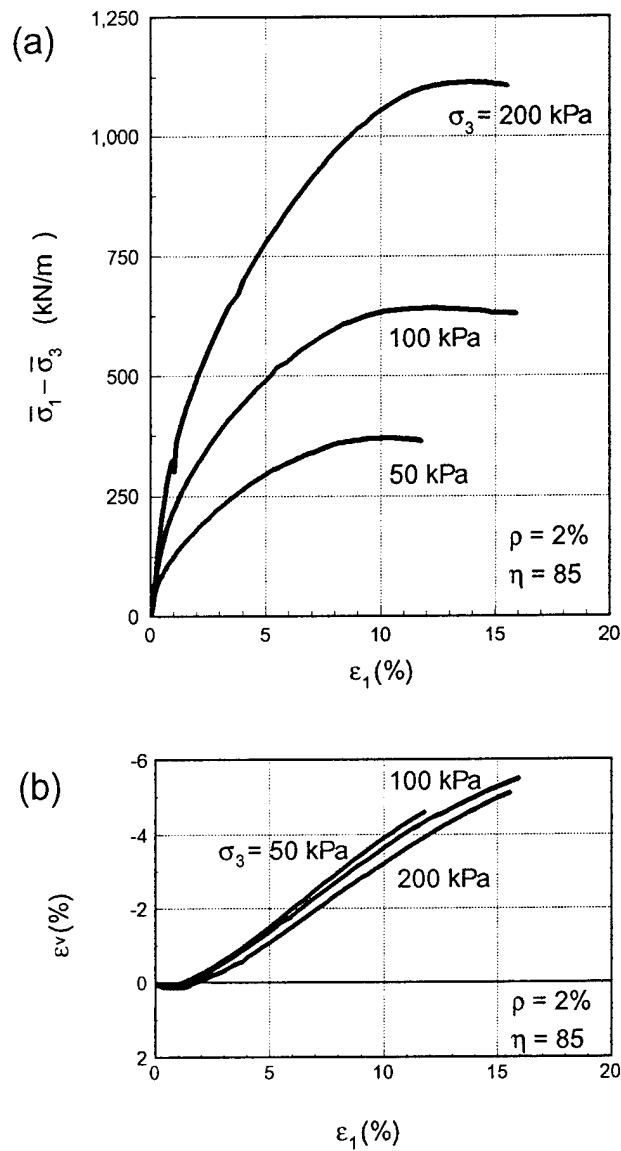 (a)
1,250
1,000
750
500
250
0
σ̅₁ − σ̅₃ (kN/m)
σ₃ = 200 kPa
100 kPa
50 kPa
ρ = 2%
η = 85
0 5 10 15 20
ε₁(%)
(b)
-6
-4
-2
0
2
εᵛ(%)
100 kPa
σ₃ = 50 kPa
200 kPa
ρ = 2%
η = 85
0 5 10 15 20
ε₁(%)